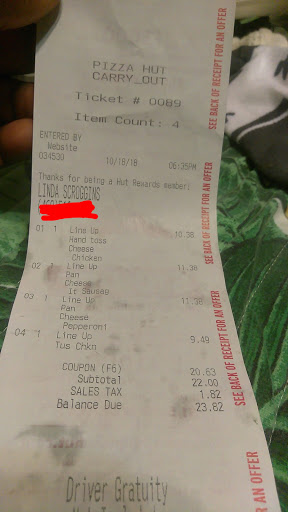 PIZZA HUT
CARRY_OUT
Ticket # 0089
Item Count: 4
ENTERED BY
Website
034530 10/18/18 06:35PM
Thanks for being a Hut Rewards member!
LINDA SCROGGINS
01 1 Line Up 10.38
Hand toss
Cheese
Chicken
02 1 Line Up 11.38
Pan
Cheese
It Sausag
03 1 Line Up 11.38
Pan
Cheese
Pepperoni
04 1 Line Up 9.49
Tus Chkn
COUPON (F6) 20.63
Subtotal 22.00
SALES TAX 1.82
Balance Due 23.82
Driver Gratuity
SEE BACK OF RECEIPT FOR AN OFFER
SEE BACK OF RECEIPT FOR AN OFFER
SEE BACK OF RECEIPT FOR AN OFFER
FOR AN OFFER